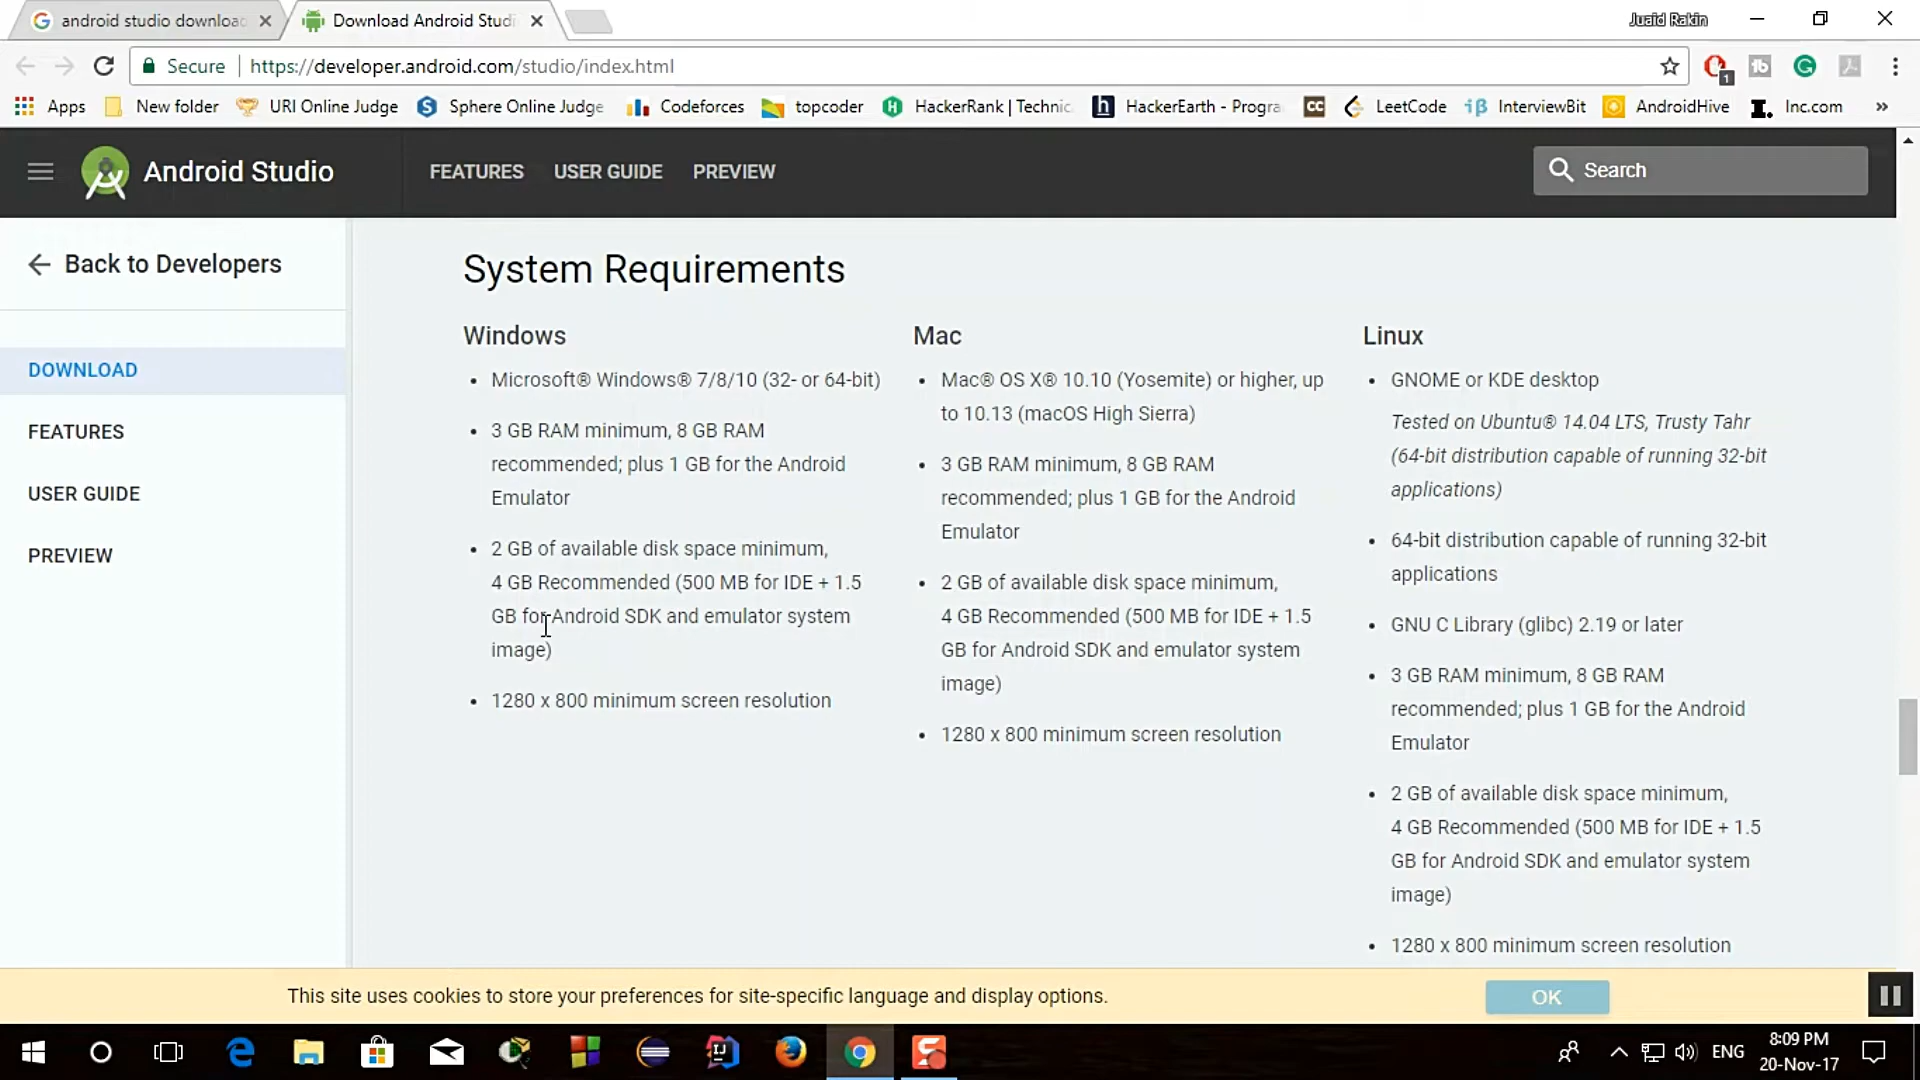 android studio download
Download Android Studi
Juaid Rakin
Secure
https://developer.android.com/studio/index.html
1
Apps
New folder
URI Online Judge
Sphere Online Judge
Codeforces
topcoder
HackerRank | Technic
HackerEarth - Progra
CC
LeetCode
InterviewBit
AndroidHive
Inc.com
»
Android Studio
FEATURES
USER GUIDE
PREVIEW
Search
Back to Developers
DOWNLOAD
FEATURES
USER GUIDE
PREVIEW
System Requirements
Windows
• Microsoft® Windows® 7/8/10 (32- or 64-bit)
• 3 GB RAM minimum, 8 GB RAM
recommended; plus 1 GB for the Android
Emulator
• 2 GB of available disk space minimum,
4 GB Recommended (500 MB for IDE + 1.5
GB for Android SDK and emulator system
image)
• 1280 x 800 minimum screen resolution
Mac
• Mac® OS X® 10.10 (Yosemite) or higher, up
to 10.13 (macOS High Sierra)
• 3 GB RAM minimum, 8 GB RAM
recommended; plus 1 GB for the Android
Emulator
• 2 GB of available disk space minimum,
4 GB Recommended (500 MB for IDE + 1.5
GB for Android SDK and emulator system
image)
• 1280 x 800 minimum screen resolution
Linux
• GNOME or KDE desktop
Tested on Ubuntu® 14.04 LTS, Trusty Tahr
(64-bit distribution capable of running 32-bit
applications)
• 64-bit distribution capable of running 32-bit
applications
• GNU C Library (glibc) 2.19 or later
• 3 GB RAM minimum, 8 GB RAM
recommended; plus 1 GB for the Android
Emulator
• 2 GB of available disk space minimum,
4 GB Recommended (500 MB for IDE + 1.5
GB for Android SDK and emulator system
image)
• 1280 x 800 minimum screen resolution
This site uses cookies to store your preferences for site-specific language and display options.
OK
ENG
8:09 PM
20-Nov-17